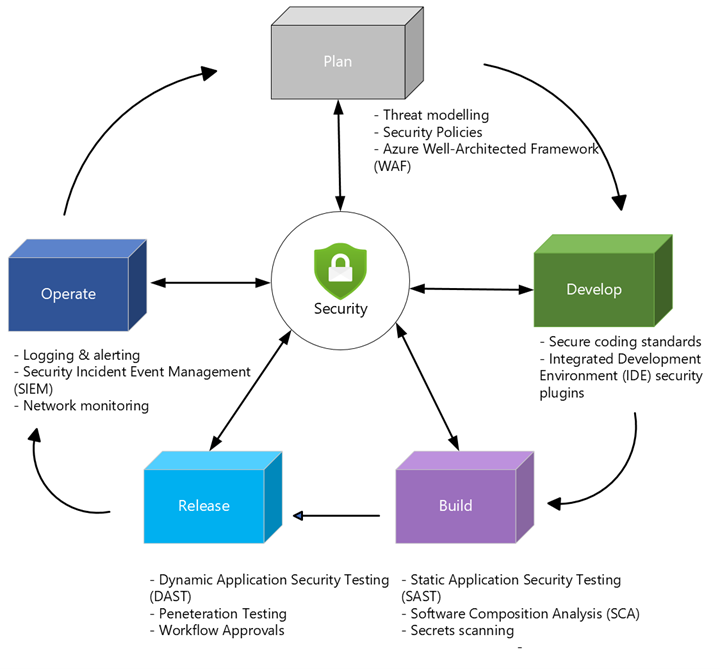 Plan
- Threat modelling
- Security Policies
- Azure Well-Architected Framework
(WAF)
Security
Operate
Develop
- Logging & alerting
- Security Incident Event Management
(SIEM)
- Network monitoring
- Secure coding standards
- Integrated Development
Environment (IDE) security
plugins
Release
Build
- Dynamic Application Security Testing
(DAST)
- Peneteration Testing
- Workflow Approvals
- Static Application Security Testing
(SAST)
- Software Composition Analysis (SCA)
- Secrets scanning
-